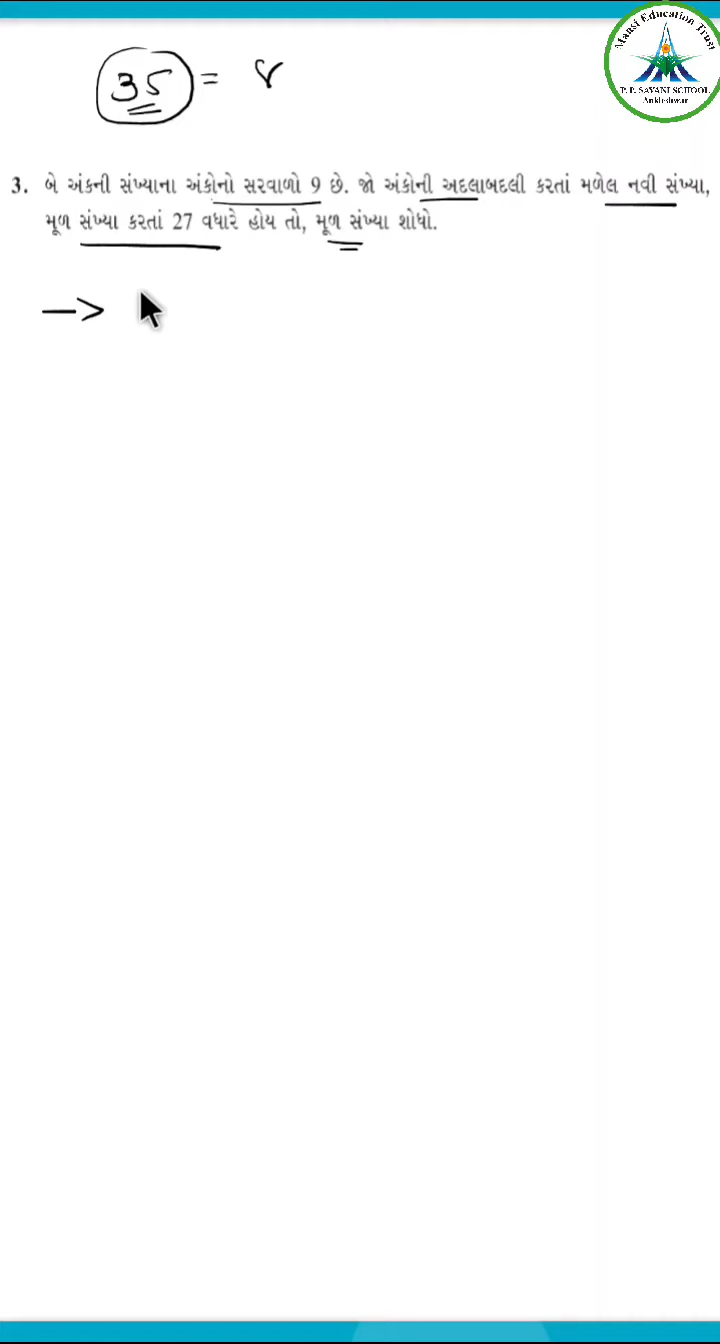 Mansi Education Trust
P. P. SAVANI SCHOOL
Ankleshwar
35 = 8
3. બે અંકની સંખ્યાના અંકોનો સરવાળો 9 છે. જો અંકોની અદલાબદલી કરતાં મળેલ નવી સંખ્યા,
મૂળ સંખ્યા કરતાં 27 વધારે હોય તો, મૂળ સંખ્યા શોધો.